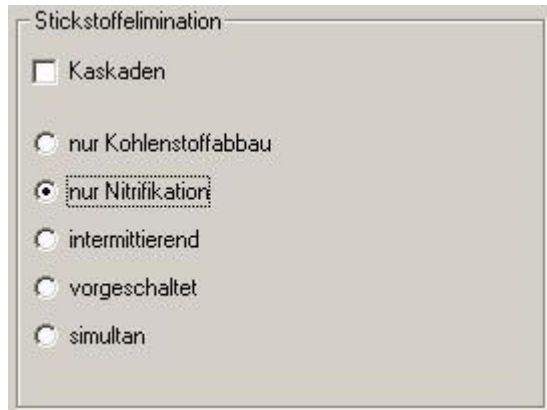 Stickstoffelimination
Kaskaden
nur Kohlenstoffabbau
nur Nitrifikation
intermittierend
vorgeschaltet
simultan